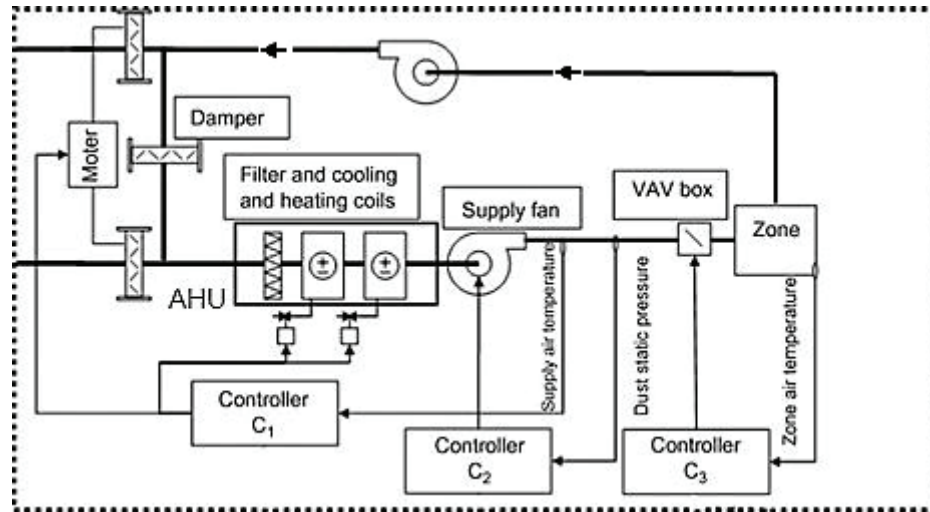 Damper
Moter
Filter and cooling
and heating coils
Supply fan
VAV box
Zone
AHU
Supply air temperature
Dust static pressure
Zone air temperature
Controller
C1
Controller
C2
Controller
C3